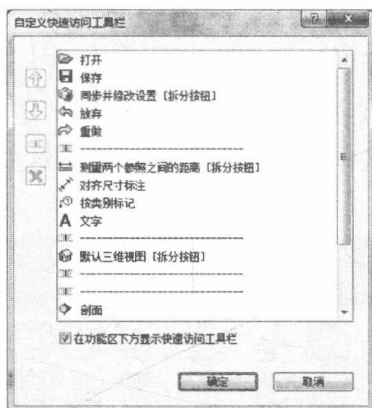 自定义快速访问工具栏
打开
保存
同步并修改设置 [拆分按钮]
放弃
重做
测望两个参照之间的距离 [拆分按钮]
对齐尺寸标注
按类别标记
A 文字
默认三维视图 [拆分按钮]
剖面
在功能区下方显示快速访问工具栏
确定 取消